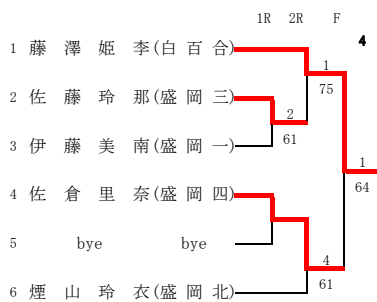 1R 2R F
4
1 藤 澤 姫 李(白 百 合)
1
75
2 佐 藤 玲 那(盛 岡 三)
2
61
3 伊 藤 美 南(盛 岡 一)
1
64
4 佐 倉 里 奈(盛 岡 四)
5 bye bye
4
61
6 煙 山 玲 衣(盛 岡 北)